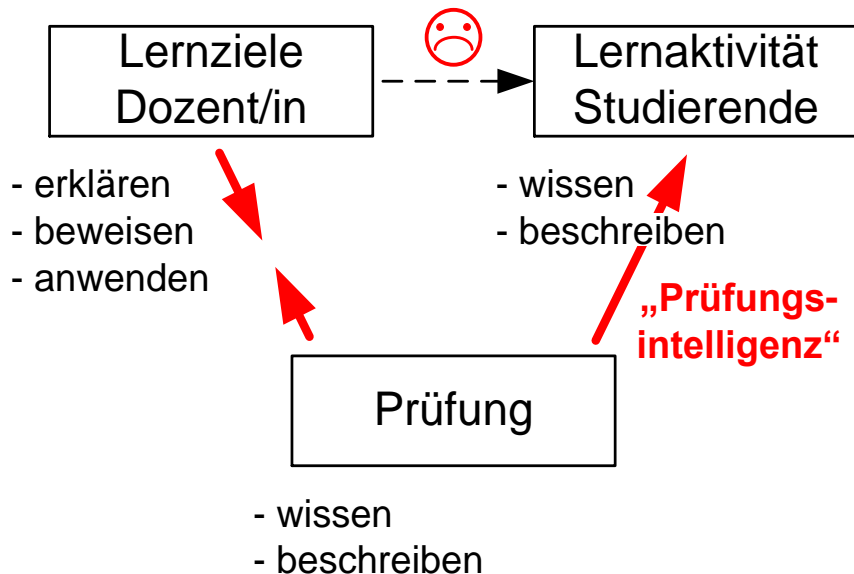 Lernziele
Dozent/in
Lernaktivität
Studierende
- erklären
- beweisen
- anwenden
- wissen
- beschreiben
„Prüfungs-
intelligenz“
Prüfung
- wissen
- beschreiben